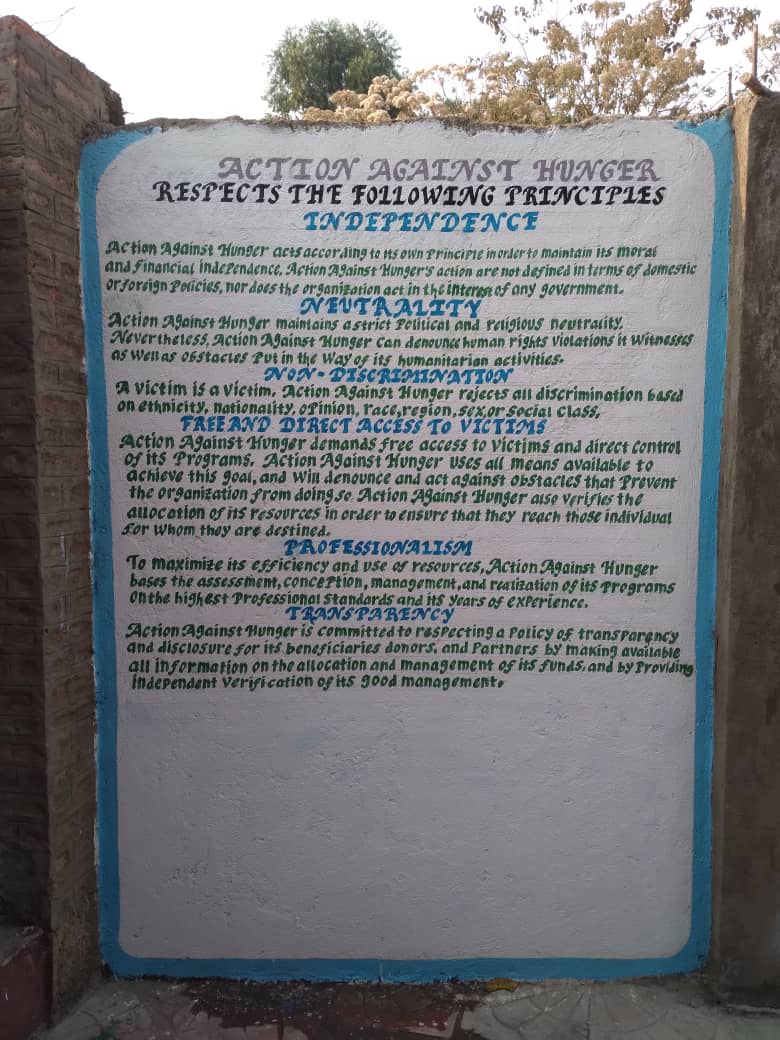 ACTION AGAINST HUNGER
RESPECTS THE FOLLOWING PRINCIPLES
INDEPENDENCE
Action Against Hunger acts according to its own Principle in order to maintain its moral
and financial independence. Action Against Hunger's action are not defined in terms of domestic
or foreign Policies, nor does the organization act in the interest of any government.
NEUTRALITY
Action Against Hunger maintains a strict Political and religious neutrality.
Nevertheless, Action Against Hunger can denounce human rights violations it witnesses
as well as obstacles Put in the Way of its humanitarian activities.
NON-DISCRIMINATION
A victim is a victim. Action Against Hunger rejects all discrimination based
on ethnicity, nationality, opinion, race, region, sex, or social class.
FREE AND DIRECT ACCESS TO VICTIMS
Action Against Hunger demands free access to victims and direct control
of its Programs. Action Against Hunger uses all means available to
achieve this goal, and will denounce and act against obstacles that Prevent
the organization from doing so. Action Against Hunger also verifies the
allocation of its resources in order to ensure that they reach those individual
for whom they are destined.
PROFESSIONALISM
To maximize its efficiency and use of resources, Action Against Hunger
bases the assessment, conception, management, and realization of its Programs
on the highest Professional standards and its years of experience.
TRANSPARENCY
Action Against Hunger is committed to respecting a Policy of transparency
and disclosure for its beneficiaries donors, and Partners by making available
all information on the allocation and management of its funds, and by Providing
independent verification of its good management.